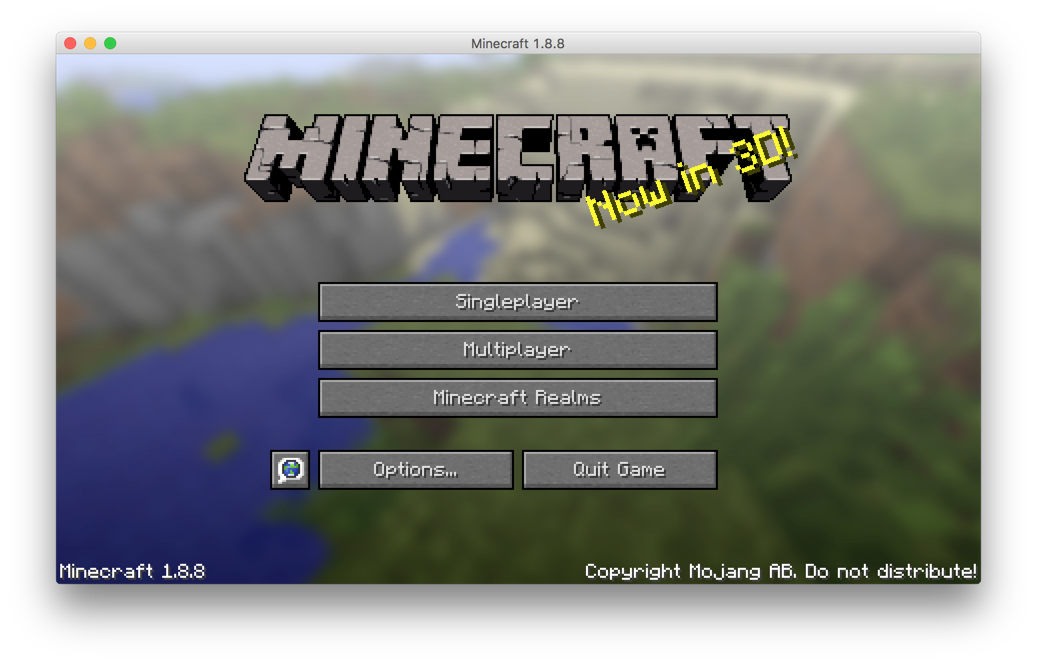 Minecraft 1.8.8
MINECRAFT
Now in 3D!
Singleplayer
Multiplayer
Minecraft Realms
Options...
Quit Game
Minecraft 1.8.8
Copyright Mojang AB. Do not distribute!